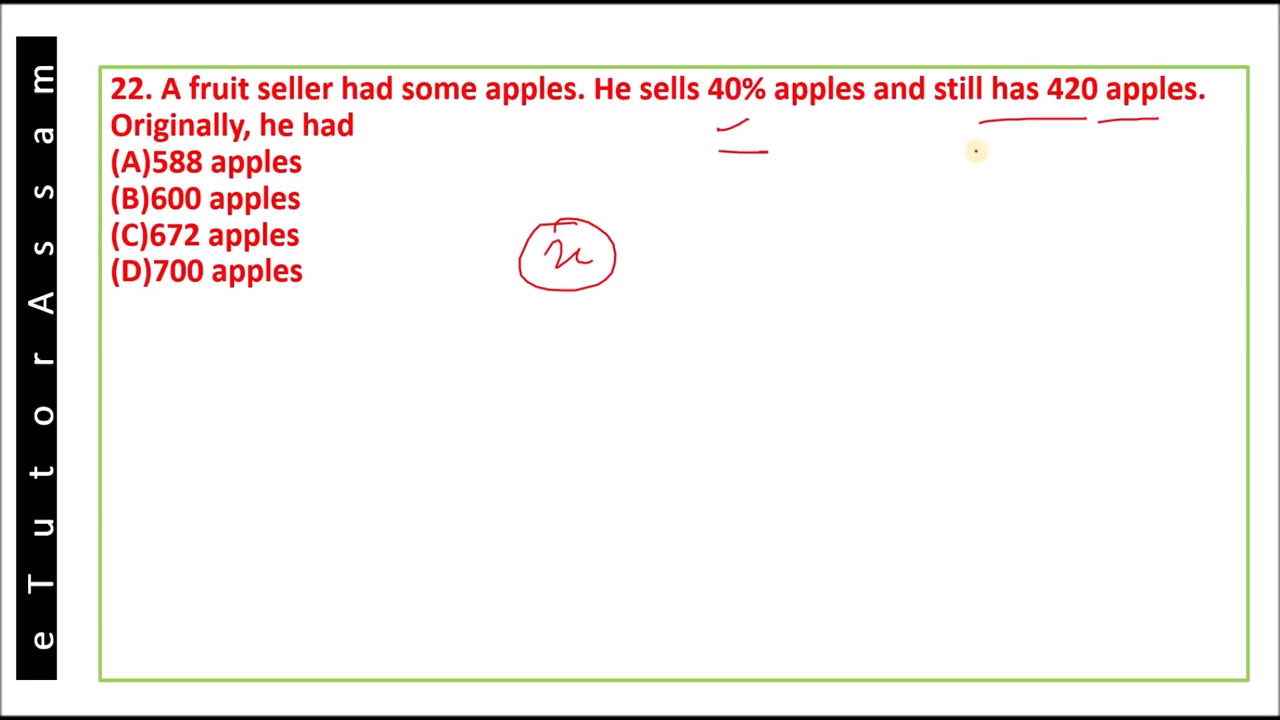 e T u t o r A s s a m
22. A fruit seller had some apples. He sells 40% apples and still has 420 apples.
Originally, he had
(A)588 apples
(B)600 apples
(C)672 apples
(D)700 apples
x